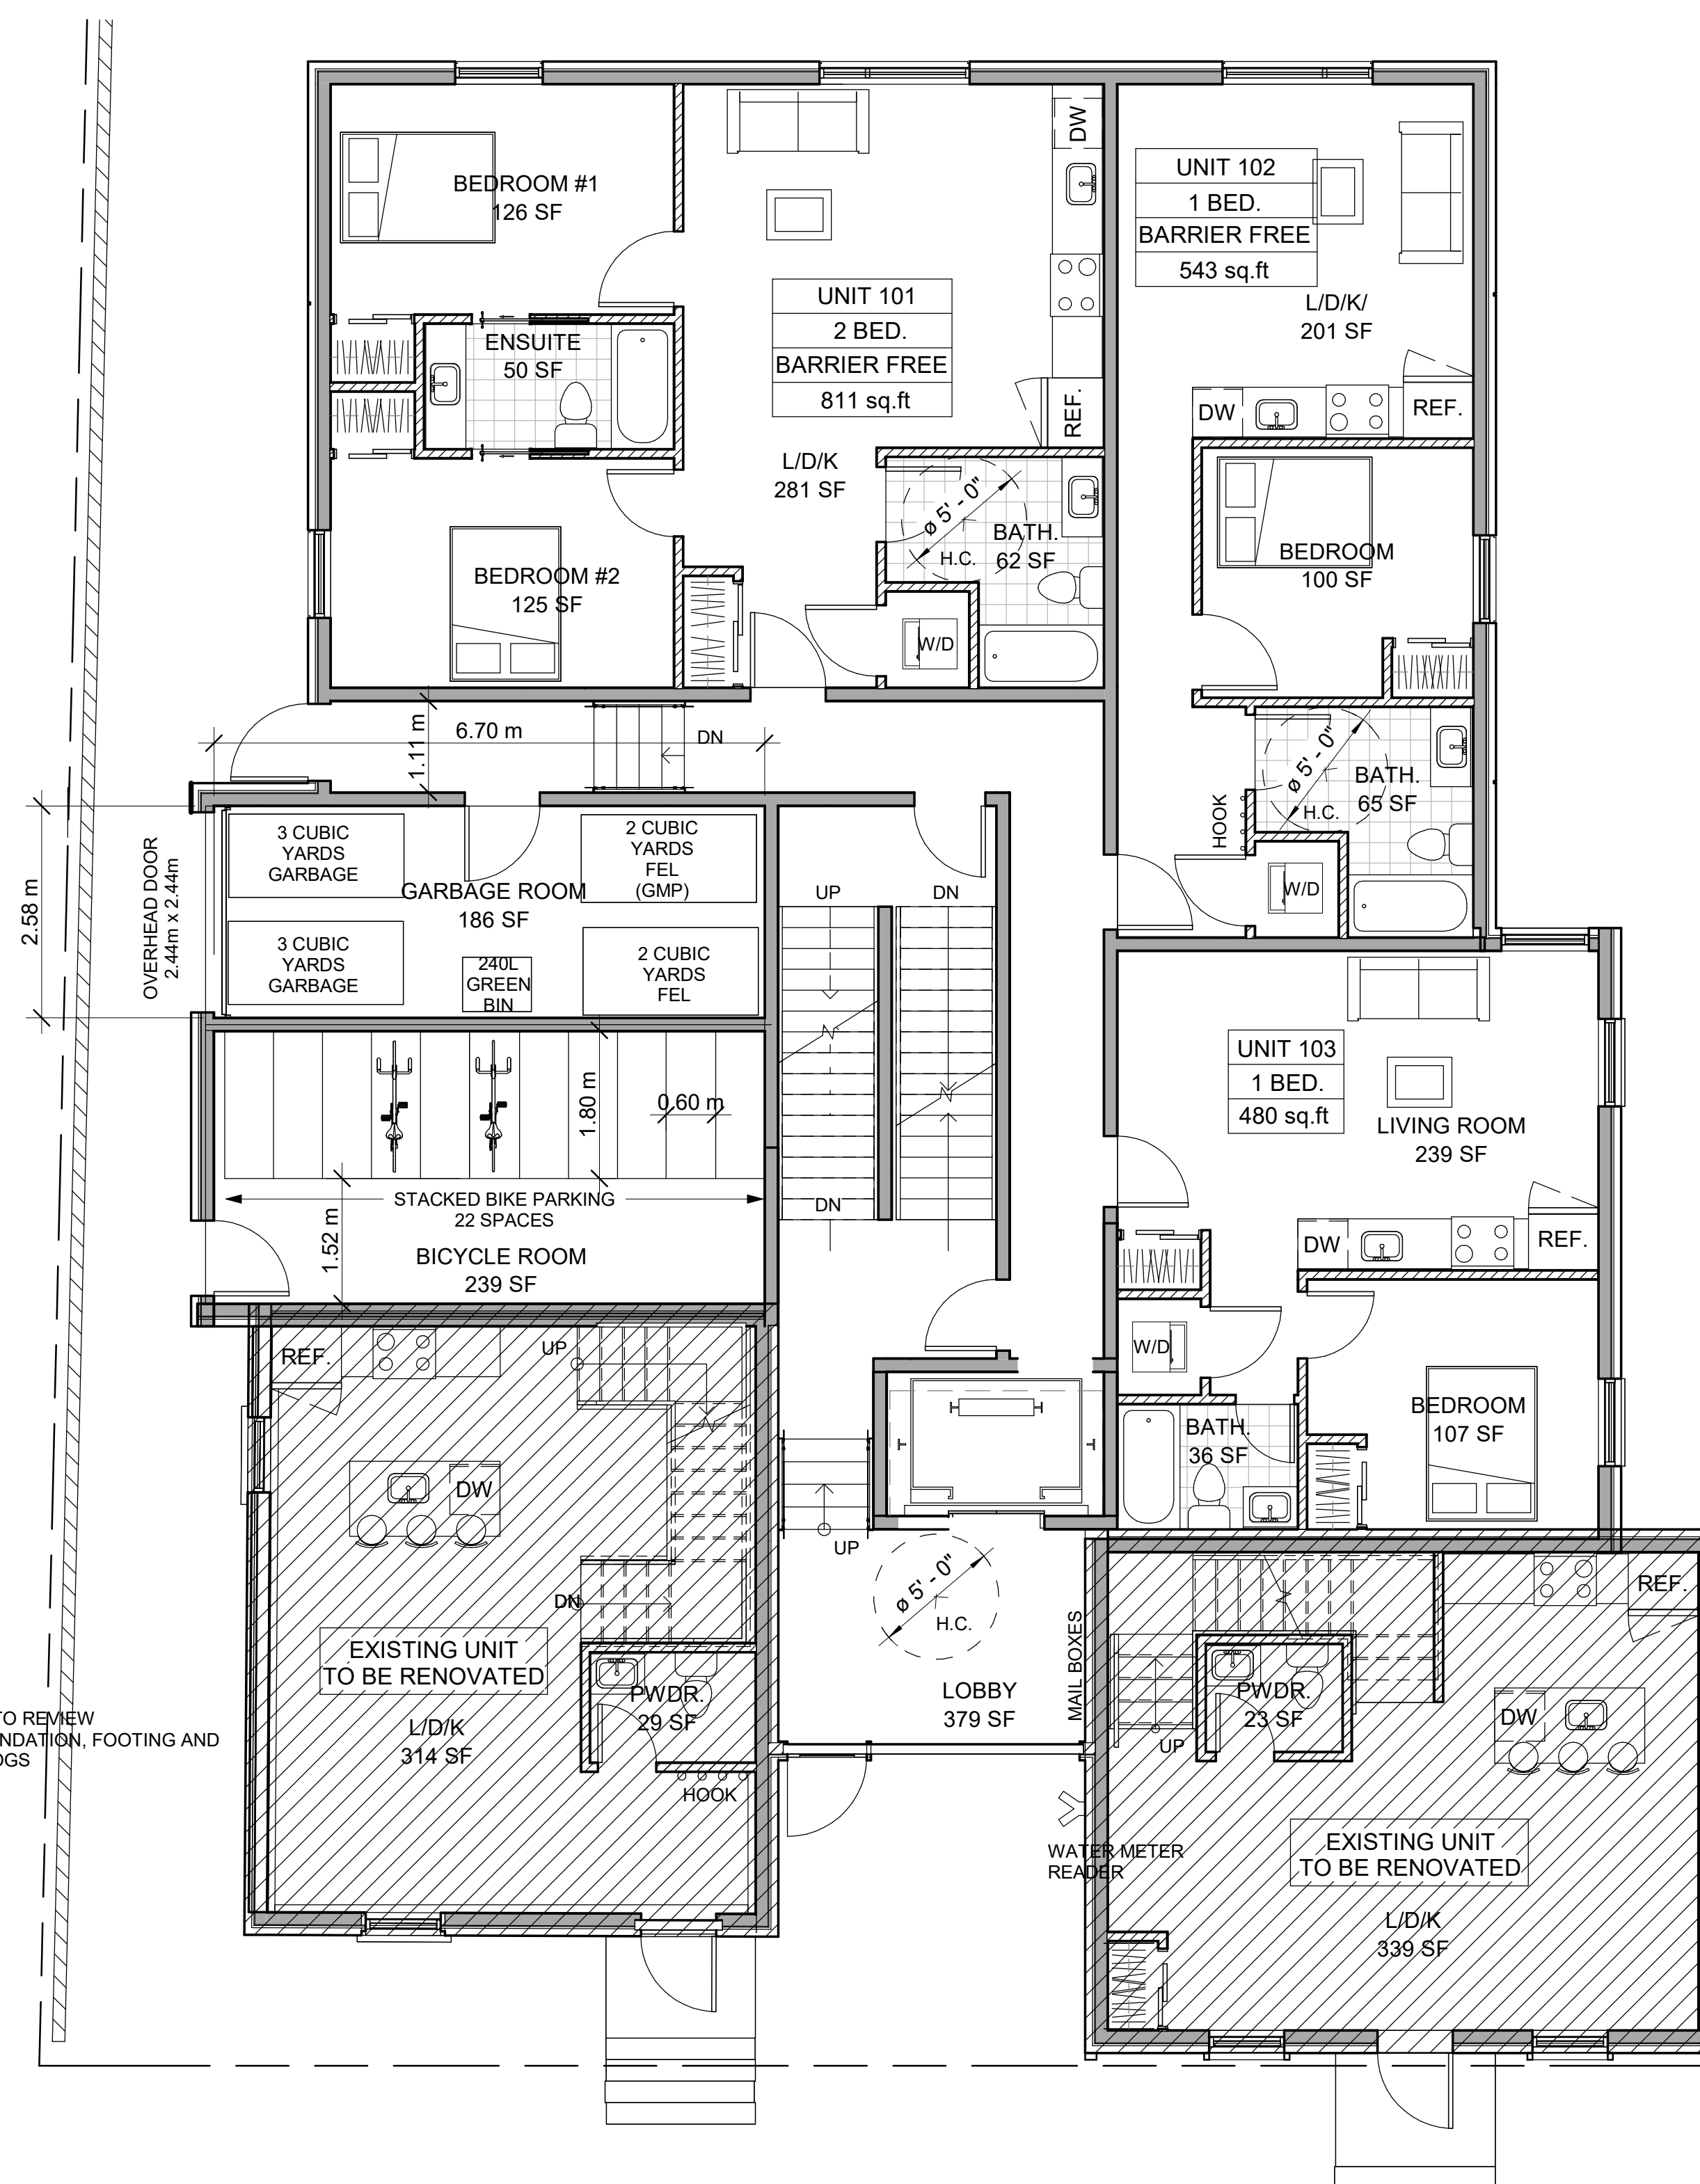 BEDROOM #1
126 SF
ENSUITE
50 SF
BEDROOM #2
125 SF
UNIT 101
2 BED.
BARRIER FREE
811 sq.ft
L/D/K
281 SF
DW
REF.
ø 5' - 0"
H.C.
BATH.
62 SF
W/D
UNIT 102
1 BED.
BARRIER FREE
543 sq.ft
L/D/K/
201 SF
DW
REF.
BEDROOM
100 SF
ø 5' - 0"
H.C.
BATH.
65 SF
HOOK
W/D
6.70 m
1.11 m
DN
2.58 m
OVERHEAD DOOR
2.44m x 2.44m
3 CUBIC
YARDS
GARBAGE
2 CUBIC
YARDS
FEL
(GMP)
GARBAGE ROOM
186 SF
3 CUBIC
YARDS
GARBAGE
240L
GREEN
BIN
2 CUBIC
YARDS
FEL
UP
DN
DN
1.80 m
0.60 m
STACKED BIKE PARKING
22 SPACES
1.52 m
BICYCLE ROOM
239 SF
UNIT 103
1 BED.
480 sq.ft
LIVING ROOM
239 SF
DW
REF.
W/D
BATH.
36 SF
BEDROOM
107 SF
REF.
UP
DW
DN
EXISTING UNIT
TO BE RENOVATED
L/D/K
314 SF
PWDR.
29 SF
HOOK
UP
ø 5' - 0"
H.C.
LOBBY
379 SF
MAIL BOXES
WATER METER
READER
REF.
PWDR.
23 SF
UP
DW
EXISTING UNIT
TO BE RENOVATED
L/D/K
339 SF
TO REVIEW
NDATION, FOOTING AND
OGS